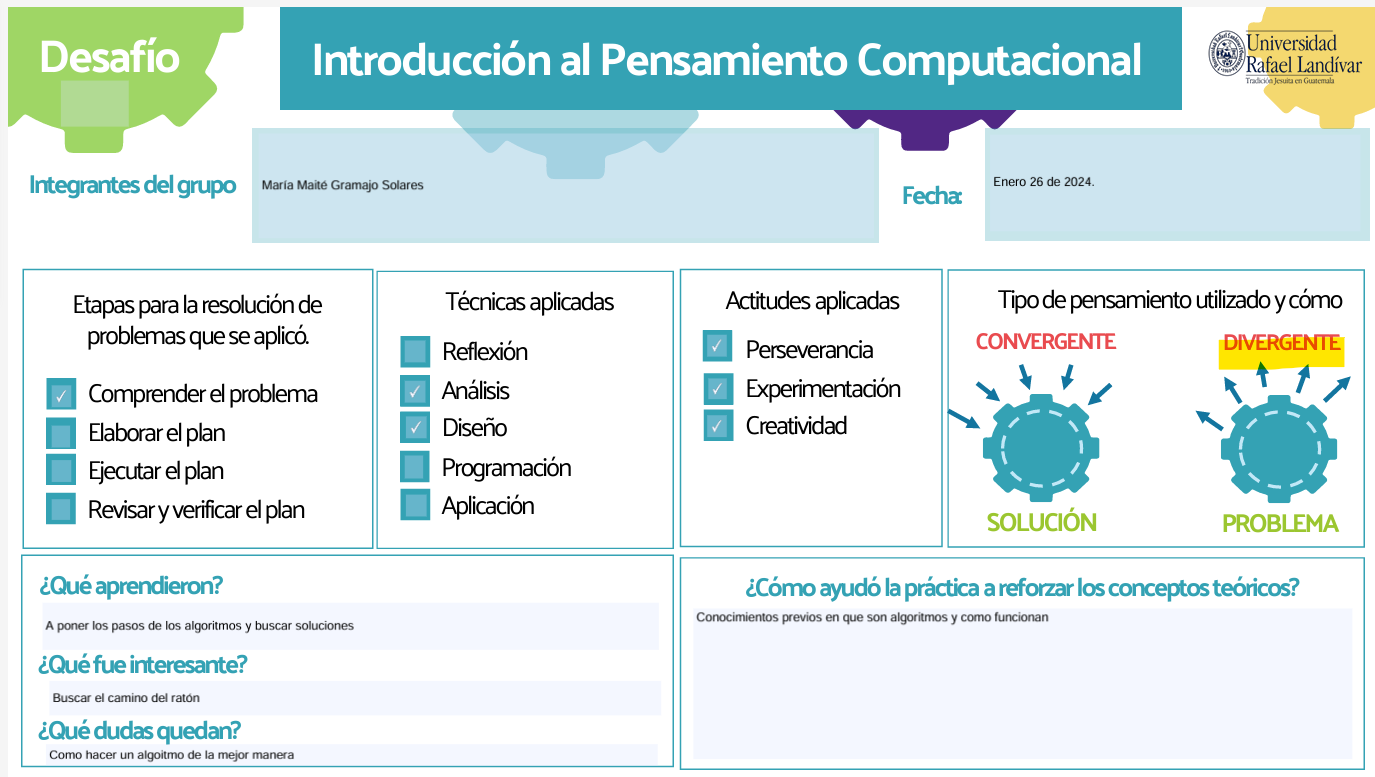 Desafío
Introducción al Pensamiento Computacional
Universidad
Rafael Landívar
Tradición Jesuita en Guatemala
Integrantes del grupo
María Maité Gramajo Solares
Fecha:
Enero 26 de 2024.
Etapas para la resolución de
problemas que se aplicó.
✓ Comprender el problema
Elaborar el plan
Ejecutar el plan
Revisar y verificar el plan
Técnicas aplicadas
Reflexión
✓ Análisis
✓ Diseño
Programación
Aplicación
Actitudes aplicadas
✓ Perseverancia
✓ Experimentación
✓ Creatividad
Tipo de pensamiento utilizado y cómo
CONVERGENTE
DIVERGENTE
SOLUCIÓN
PROBLEMA
¿Qué aprendieron?
A poner los pasos de los algoritmos y buscar soluciones
¿Qué fue interesante?
Buscar el camino del ratón
¿Qué dudas quedan?
Como hacer un algoitmo de la mejor manera
¿Cómo ayudó la práctica a reforzar los conceptos teóricos?
Conocimientos previos en que son algoritmos y como funcionan